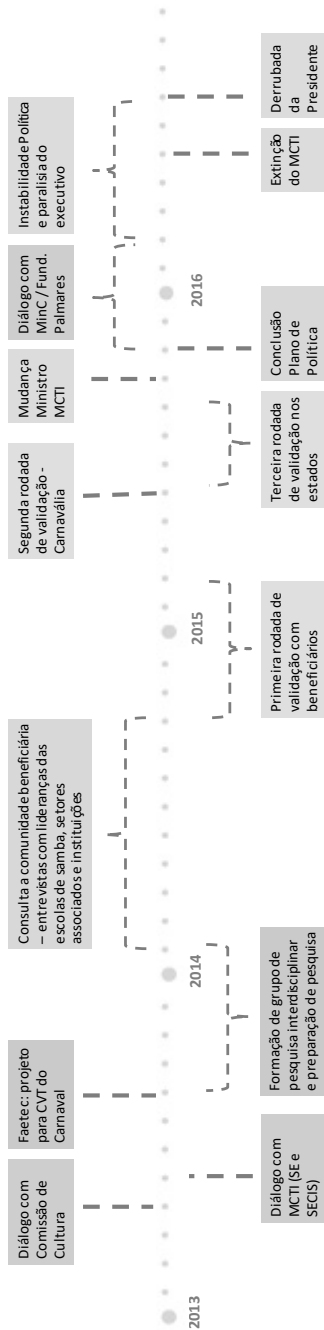 Diálogo com
Comissão de
Cultura
Faetec: projeto
para CVT do
Carnaval
Consulta a comunidade beneficiária
– entrevistas com lideranças das
escolas de samba, setores
associados e instituições
Segunda rodada
de validação -
Carnavália
Mudança
Ministro
MCTI
Diálogo com
MinC / Fund.
Palmares
Instabilidade Política
e paralisia do
executivo
2013
2014
2015
2016
Diálogo com
MCTI (SE e
SECIS)
Formação de grupo de
pesquisa interdisciplinar
e preparação de pesquisa
Primeira rodada de
validação com
beneficiários
Terceira rodada
de validação nos
estados
Conclusão
Plano de
Política
Extinção
do MCTI
Derrubada
da
Presidente